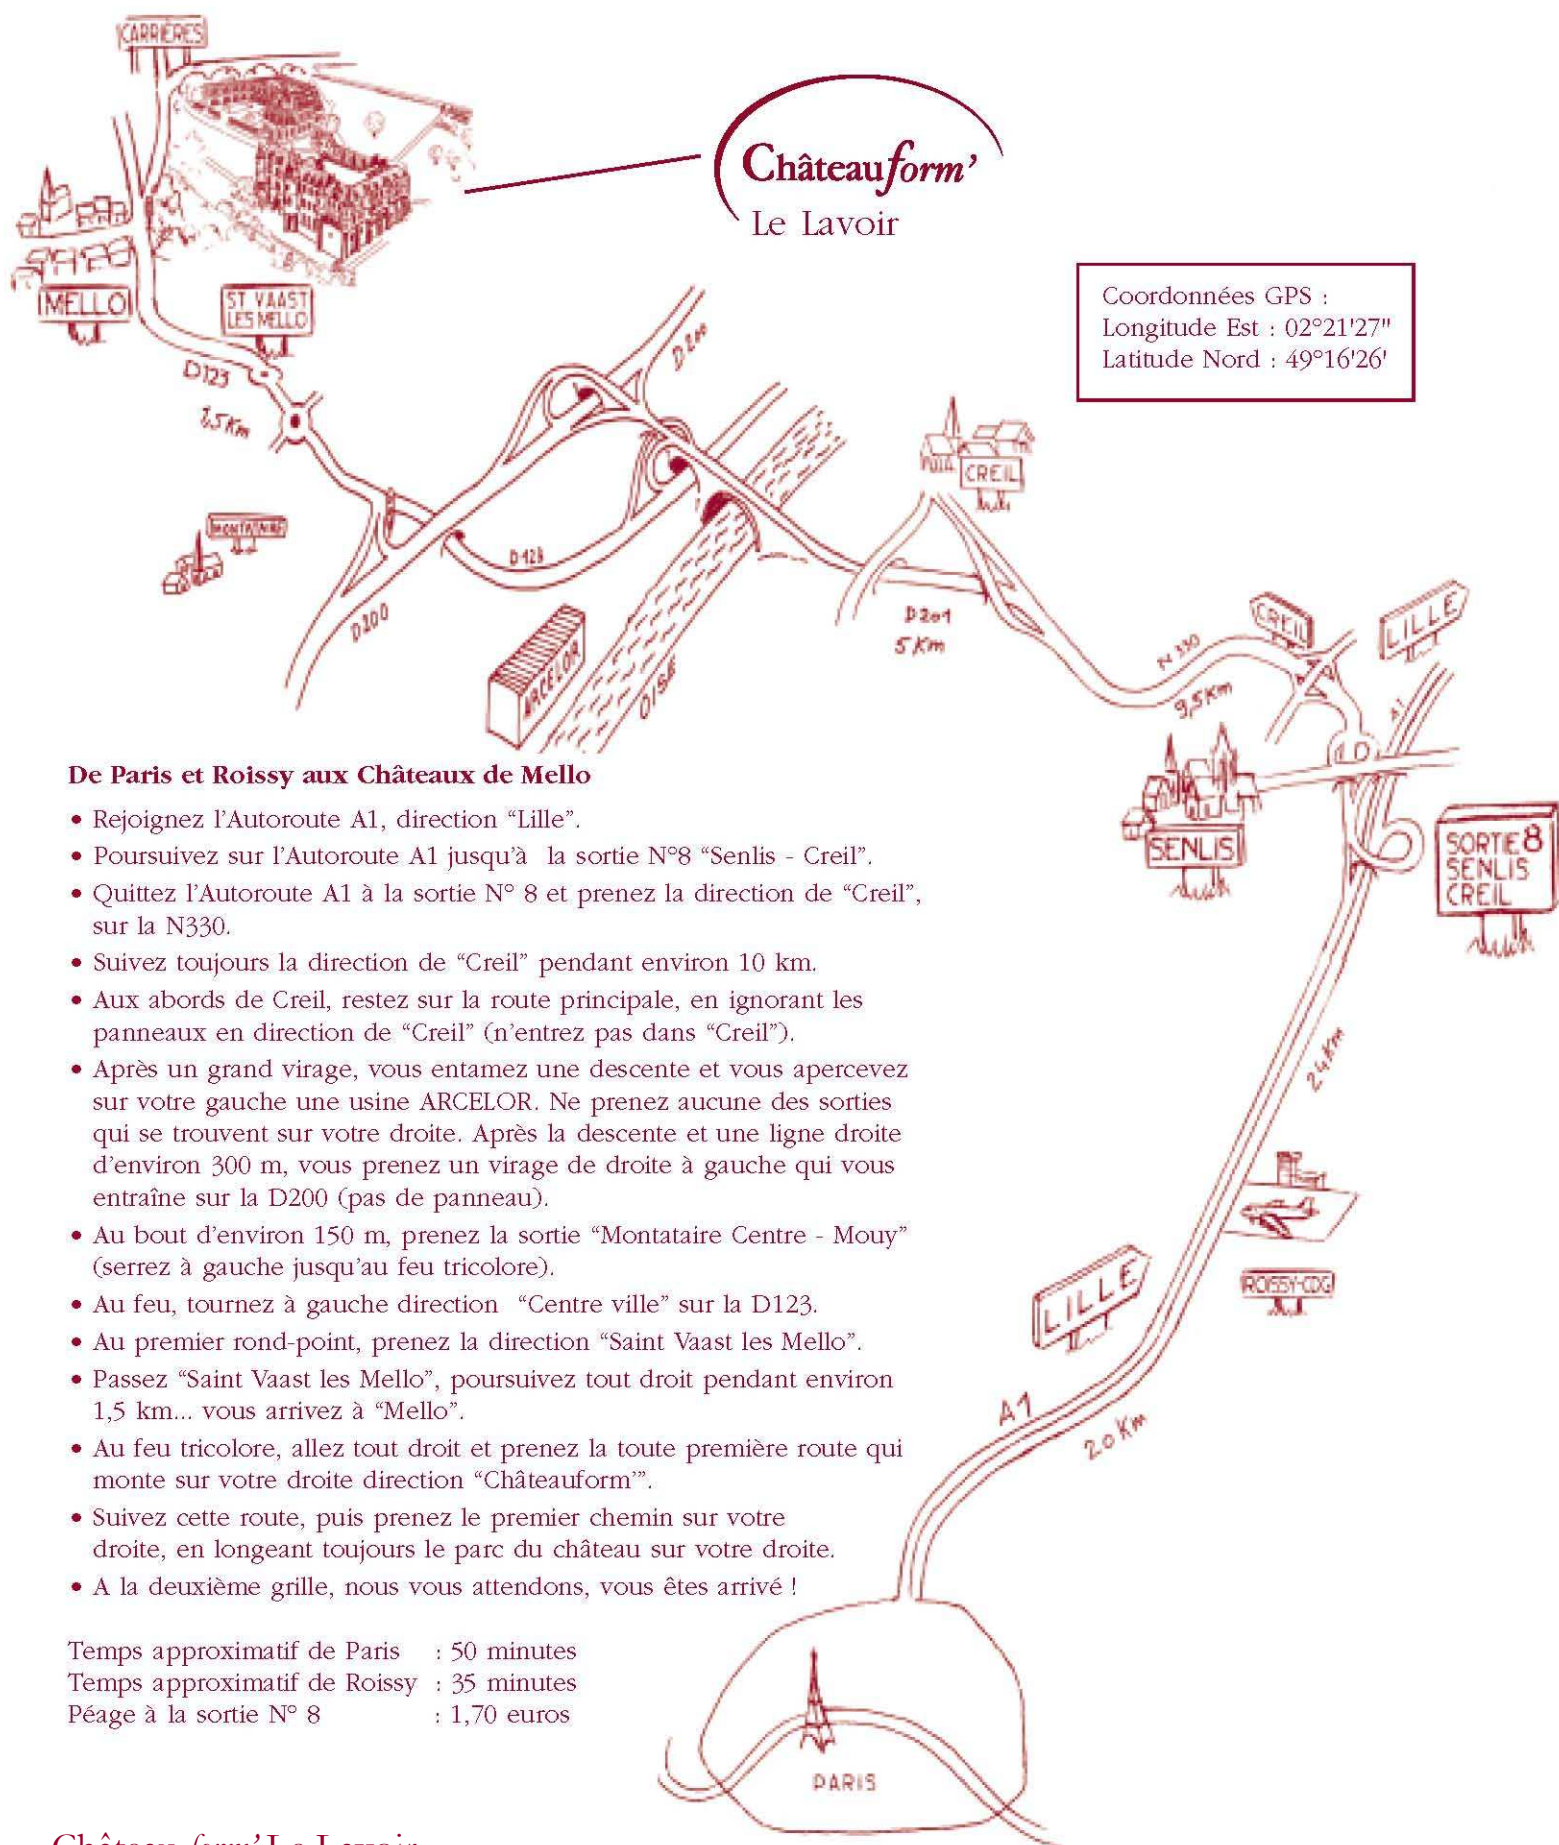 CARRIÈRES
Châteauform'
Le Lavoir
MELLO
ST VAAST
LES MELLO
Coordonnées GPS :
Longitude Est : 02°21'27"
Latitude Nord : 49°16'26'
D123
D200
CREIL
D200
ARCELOR
OISE
D201
5 Km
N 330
9,5 Km
CREIL
LILLE
A1
SENLIS
SORTIE 8
SENLIS
CREIL
De Paris et Roissy aux Châteaux de Mello
• Rejoignez l'Autoroute A1, direction “Lille”.
• Poursuivez sur l'Autoroute A1 jusqu'à la sortie N°8 “Senlis - Creil”.
• Quittez l'Autoroute A1 à la sortie N° 8 et prenez la direction de “Creil”,
sur la N330.
• Suivez toujours la direction de “Creil” pendant environ 10 km.
• Aux abords de Creil, restez sur la route principale, en ignorant les
panneaux en direction de “Creil” (n'entrez pas dans “Creil”).
• Après un grand virage, vous entamez une descente et vous apercevez
sur votre gauche une usine ARCELOR. Ne prenez aucune des sorties
qui se trouvent sur votre droite. Après la descente et une ligne droite
d'environ 300 m, vous prenez un virage de droite à gauche qui vous
entraîne sur la D200 (pas de panneau).
• Au bout d'environ 150 m, prenez la sortie “Montataire Centre - Mouy”
(serrez à gauche jusqu'au feu tricolore).
• Au feu, tournez à gauche direction “Centre ville” sur la D123.
• Au premier rond-point, prenez la direction “Saint Vaast les Mello”.
• Passez “Saint Vaast les Mello”, poursuivez tout droit pendant environ
1,5 km... vous arrivez à “Mello”.
• Au feu tricolore, allez tout droit et prenez la toute première route qui
monte sur votre droite direction “Châteauform'”.
• Suivez cette route, puis prenez le premier chemin sur votre
droite, en longeant toujours le parc du château sur votre droite.
• A la deuxième grille, nous vous attendons, vous êtes arrivé !
24 Km
ROISSY-CDG
LILLE
A1
20 Km
Temps approximatif de Paris : 50 minutes
Temps approximatif de Roissy : 35 minutes
Péage à la sortie N° 8 : 1,70 euros
PARIS
Château form' Le Lavoir